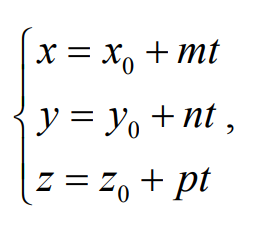 x = x₀ + mt
y = y₀ + nt ,
z = z₀ + pt